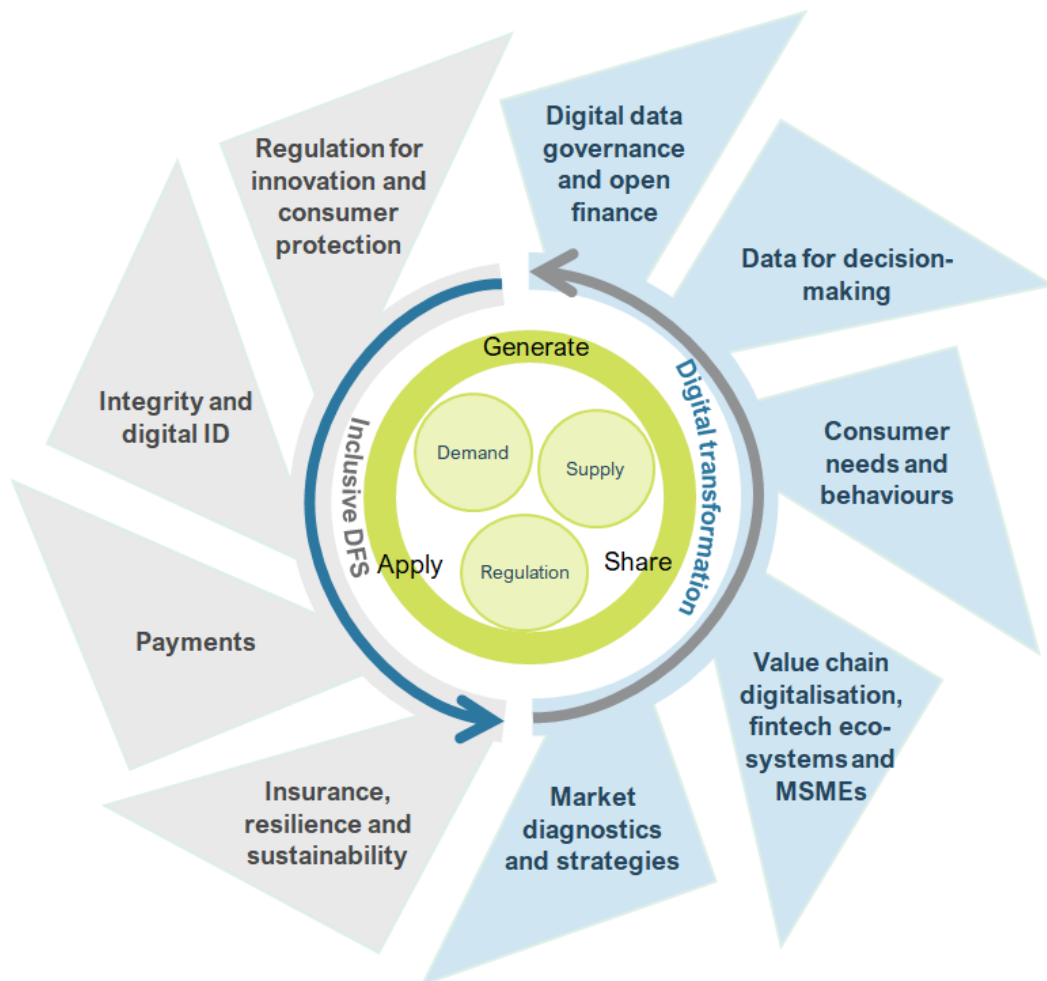 Regulation for
innovation and
consumer
protection
Digital data
governance
and open
finance
Data for decision-
making
Consumer
needs and
behaviours
Value chain
digitalisation,
fintech eco-
systems and
MSMEs
Market
diagnostics
and strategies
Insurance,
resilience and
sustainability
Payments
Integrity and
digital ID
Inclusive DFS
Digital transformation
Generate
Share
Apply
Demand
Supply
Regulation